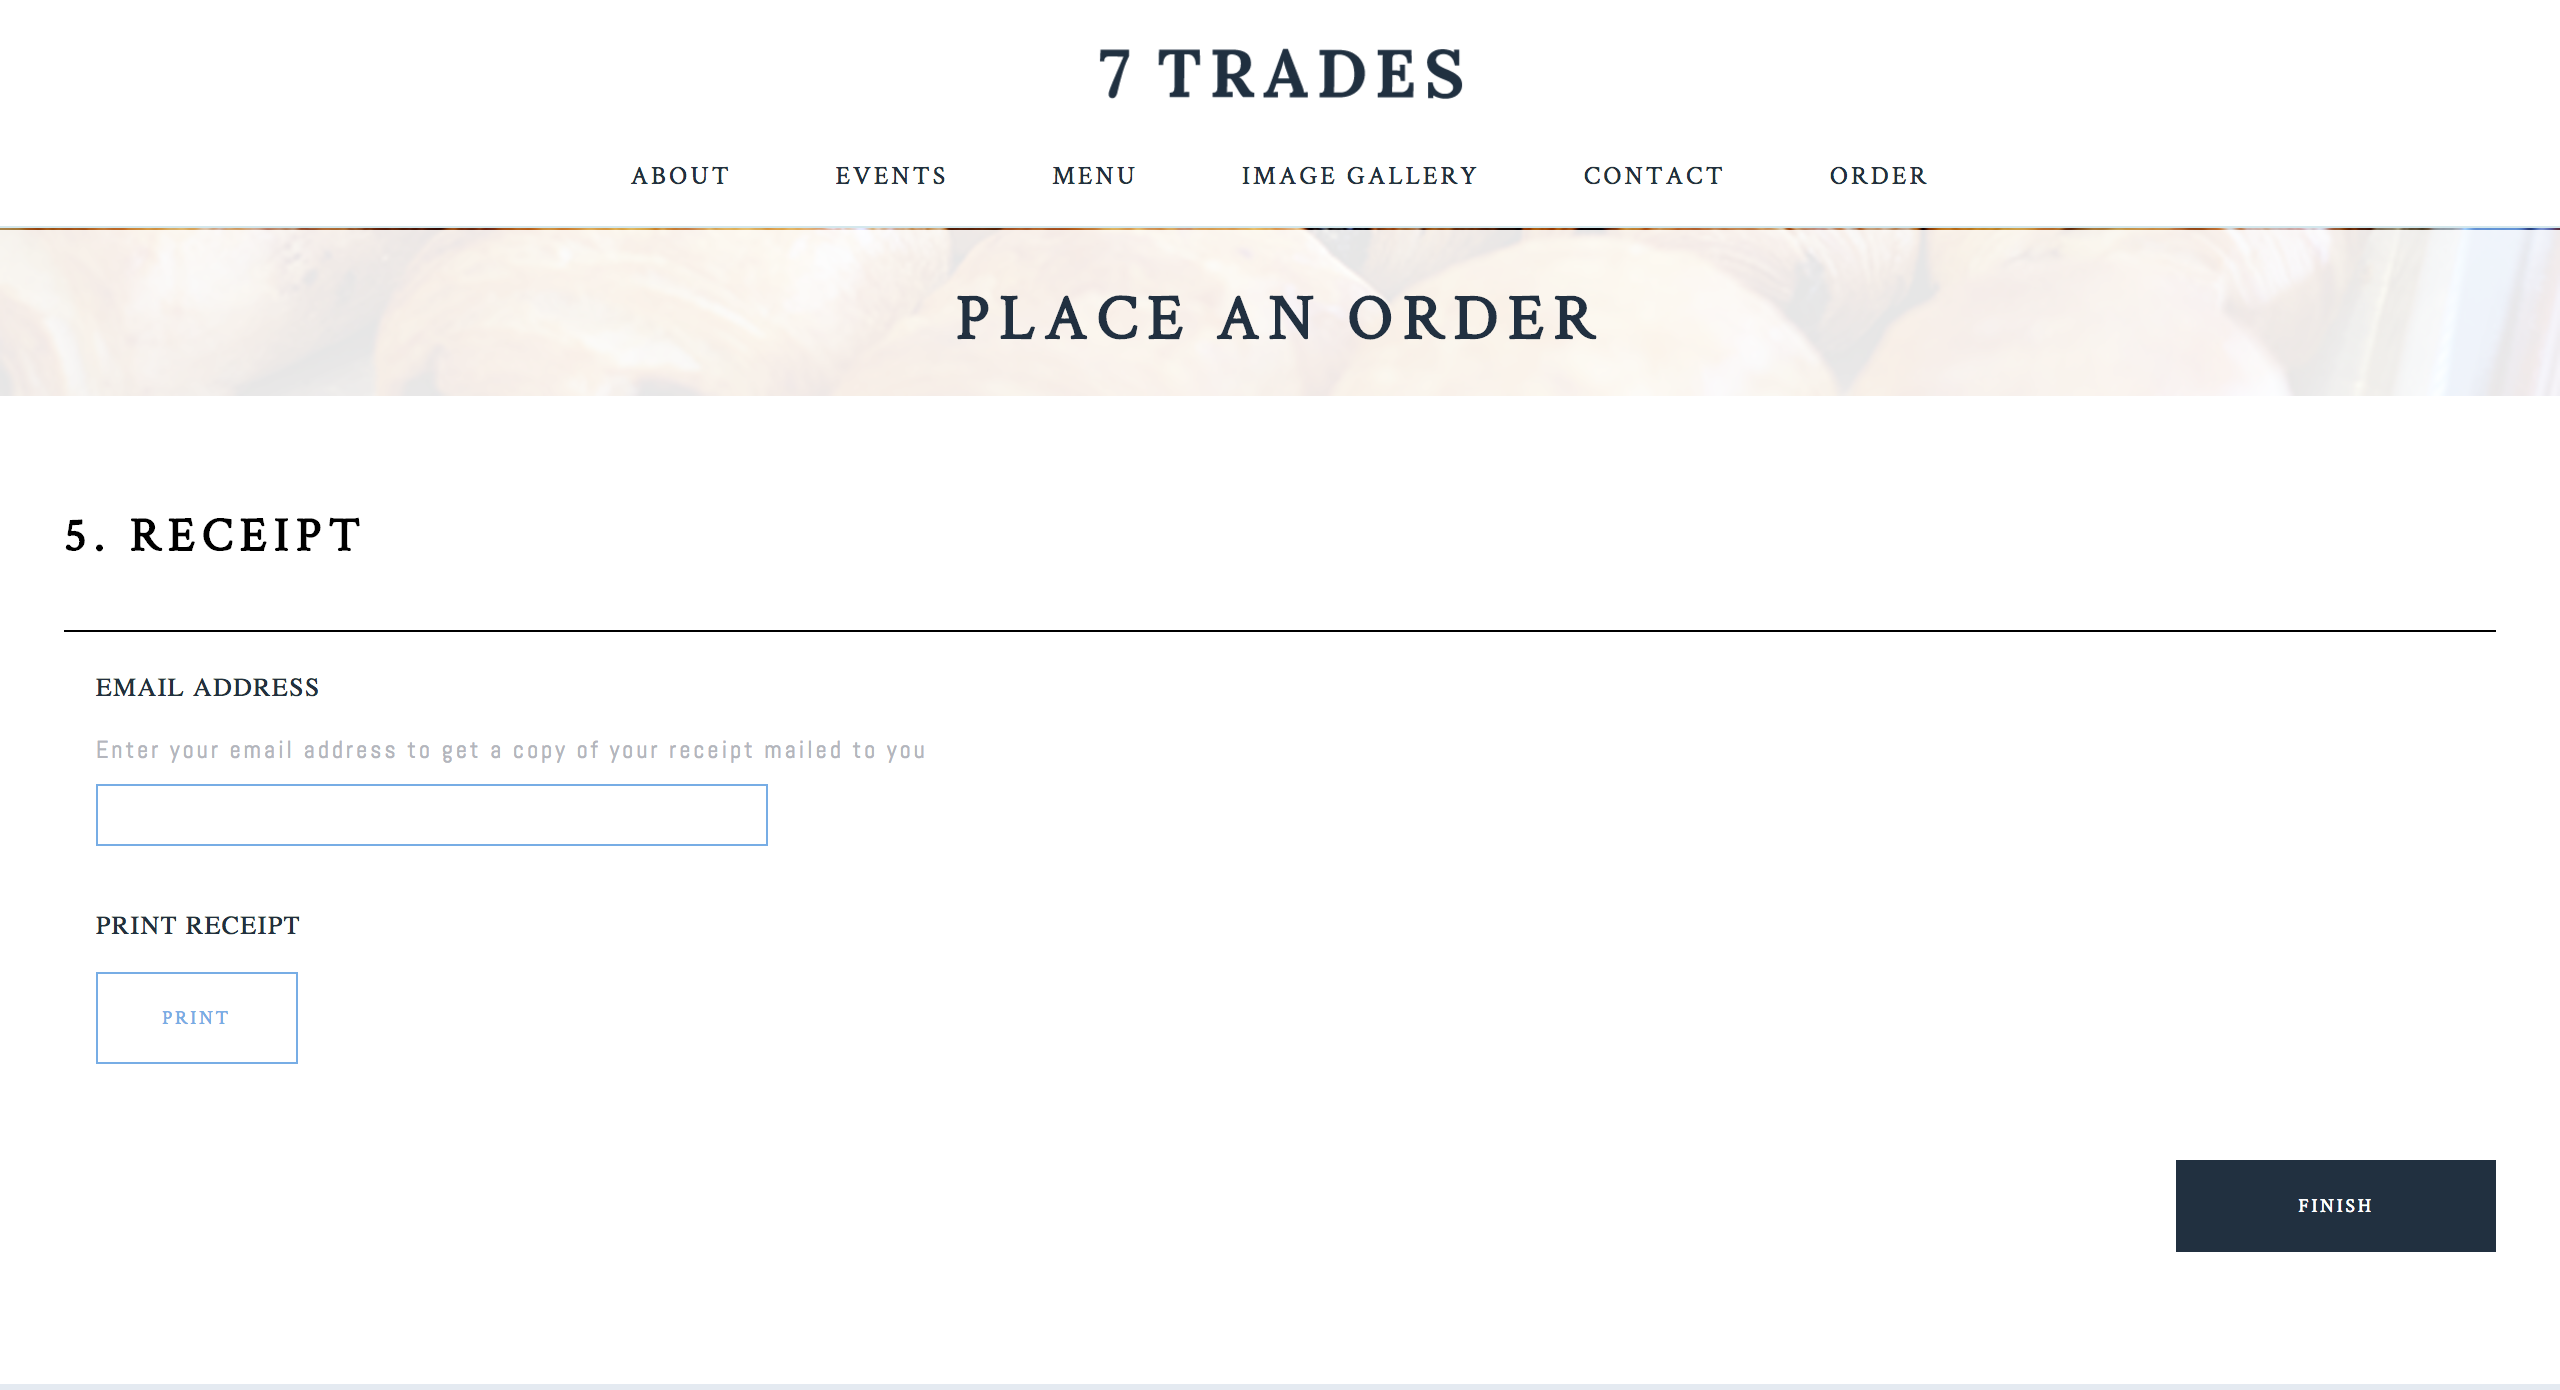 7 TRADES
ABOUT EVENTS MENU IMAGE GALLERY CONTACT ORDER
PLACE AN ORDER
5. RECEIPT
EMAIL ADDRESS
Enter your email address to get a copy of your receipt mailed to you
PRINT RECEIPT
PRINT
FINISH